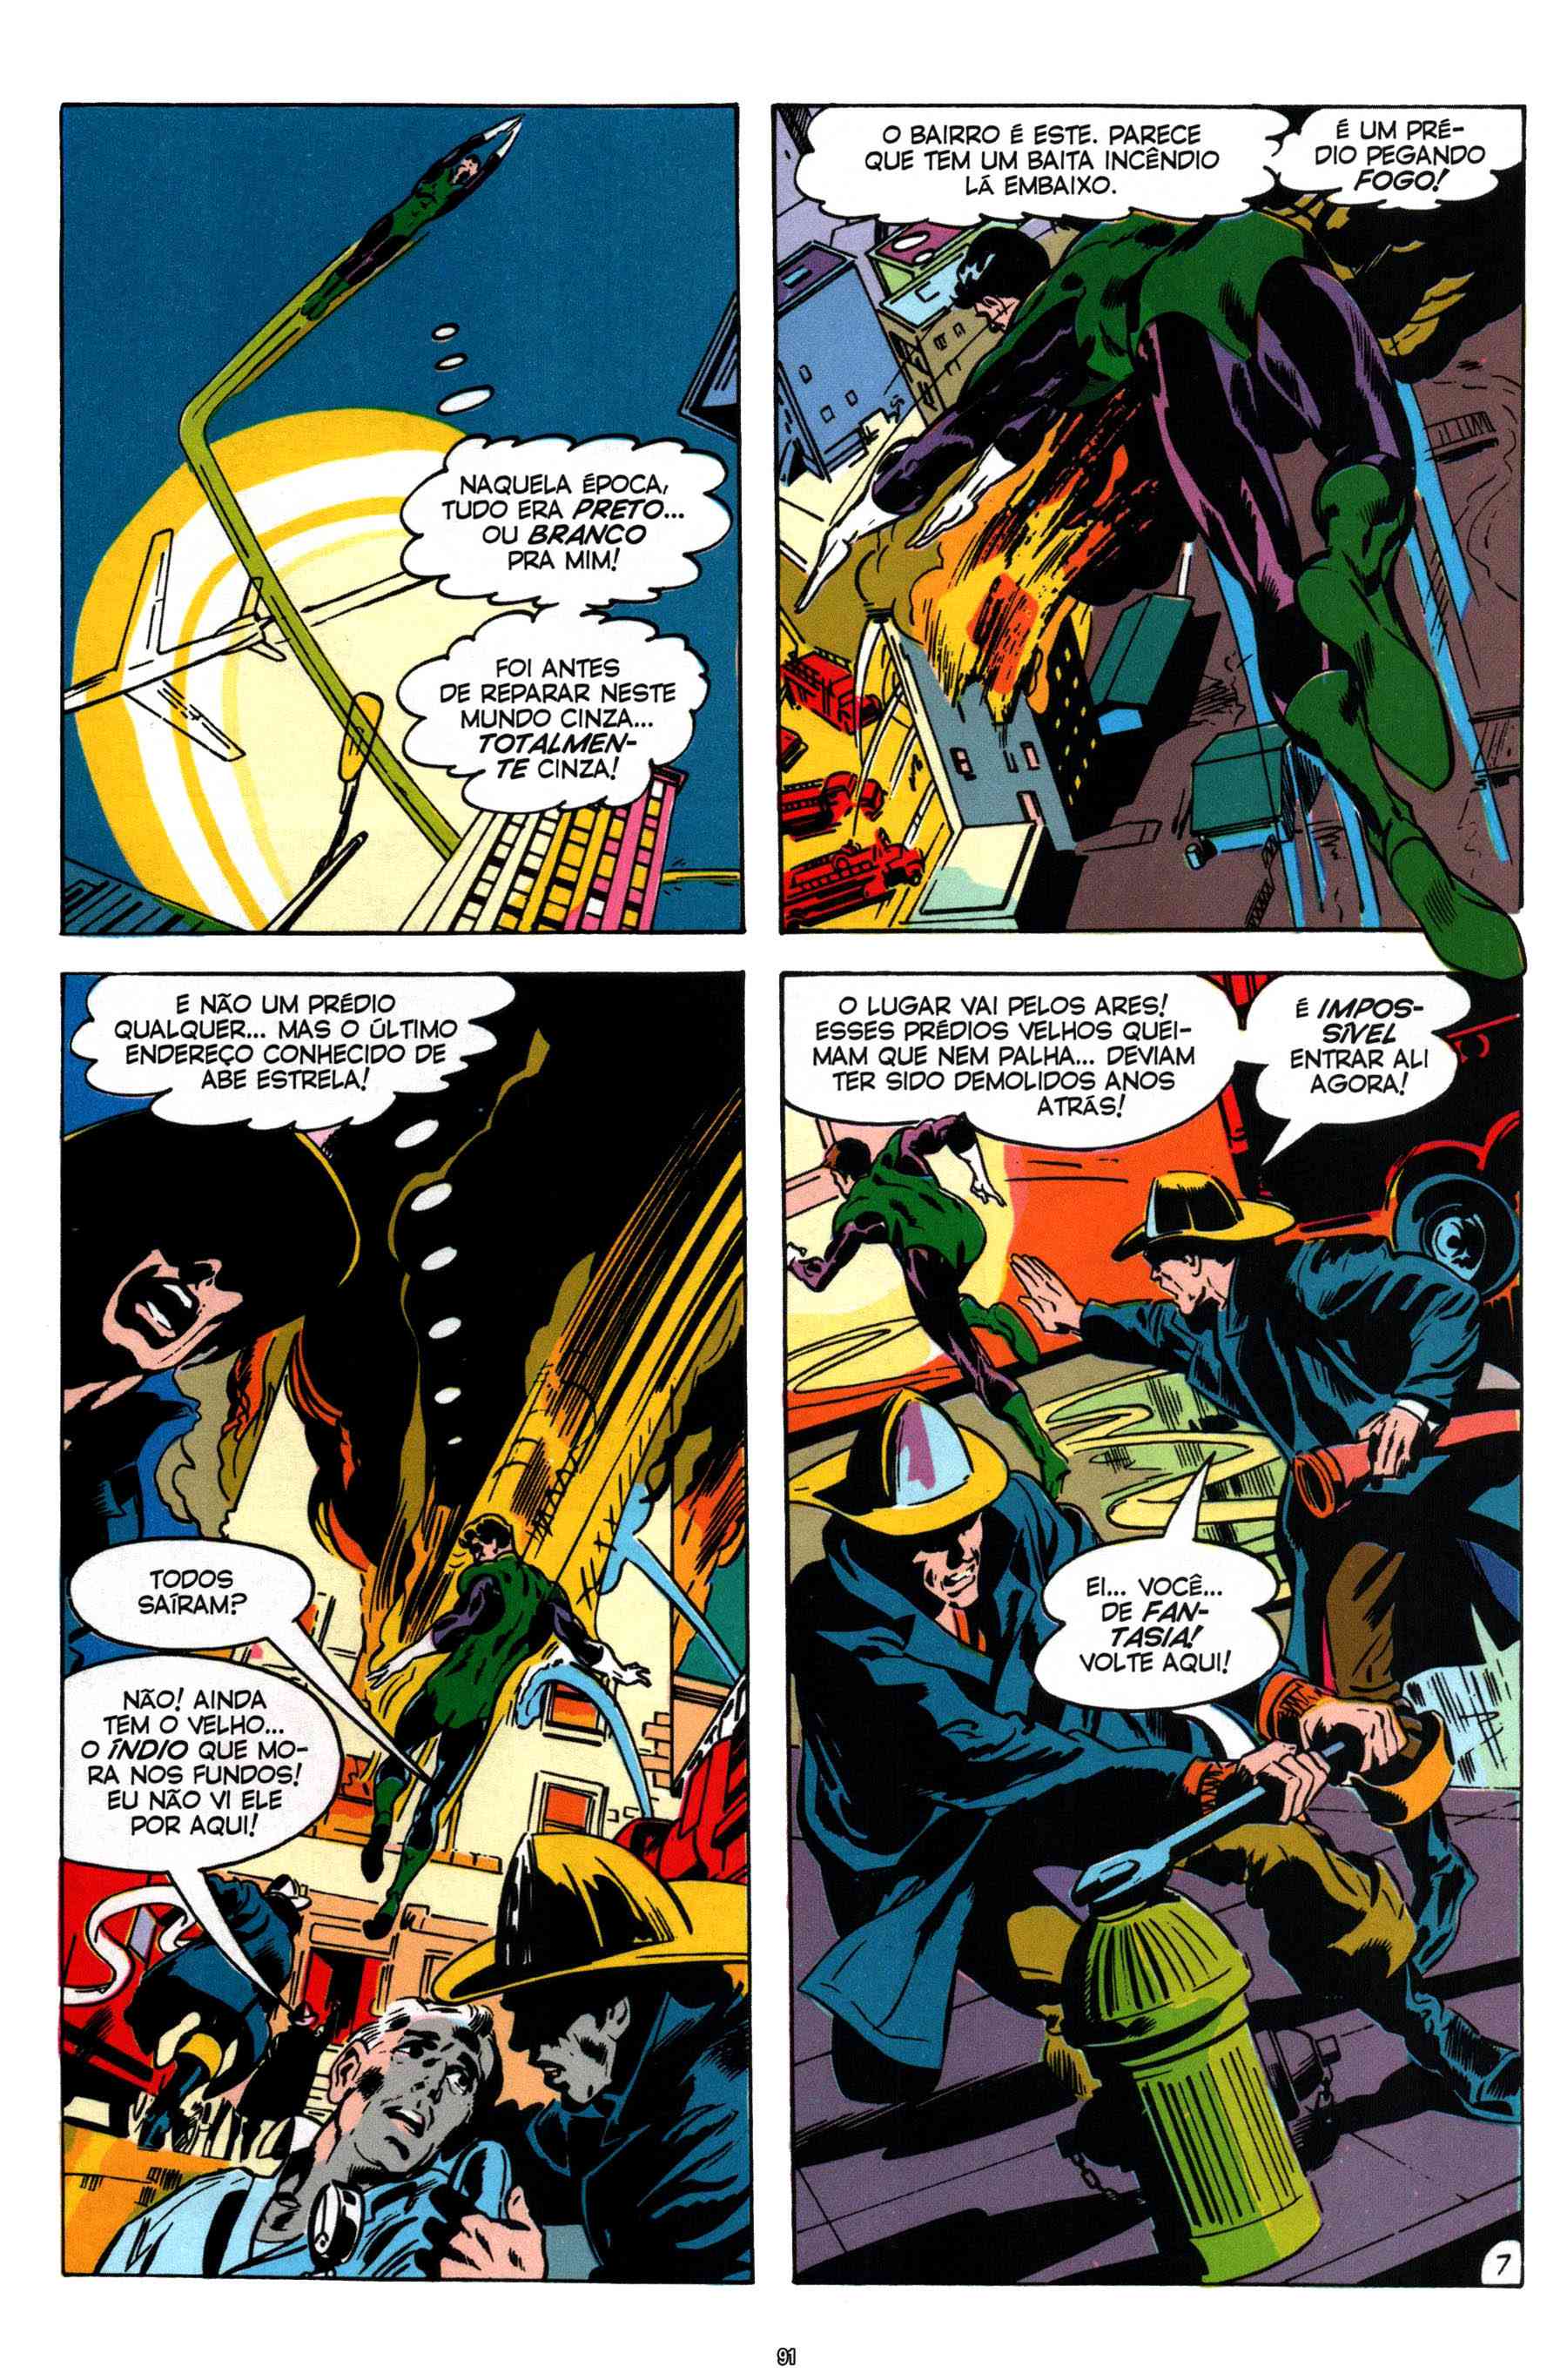 NAQUELA ÉPOCA,
TUDO ERA PRETO...
OU BRANCO
PRA MIM!
FOI ANTES
DE REPARAR NESTE
MUNDO CINZA...
TOTALMEN-
TE CINZA!
O BAIRRO É ESTE. PARECE
QUE TEM UM BAITA INCÊNDIO
LÁ EMBAIXO.
É UM PRÉ-
DIO PEGANDO
FOGO!
E NÃO UM PRÉDIO
QUALQUER... MAS O ÚLTIMO
ENDEREÇO CONHECIDO DE
ABE ESTRELA!
TODOS
SAÍRAM?
NÃO! AINDA
TEM O VELHO...
O ÍNDIO QUE MO-
RA NOS FUNDOS!
EU NÃO VI ELE
POR AQUI!
O LUGAR VAI PELOS ARES!
ESSES PRÉDIOS VELHOS QUEI-
MAM QUE NEM PALHA... DEVIAM
TER SIDO DEMOLIDOS ANOS
ATRÁS!
É IMPOS-
SÍVEL
ENTRAR ALI
AGORA!
EI... VOCÊ...
DE FAN-
TASIA!
VOLTE AQUI!
7
91